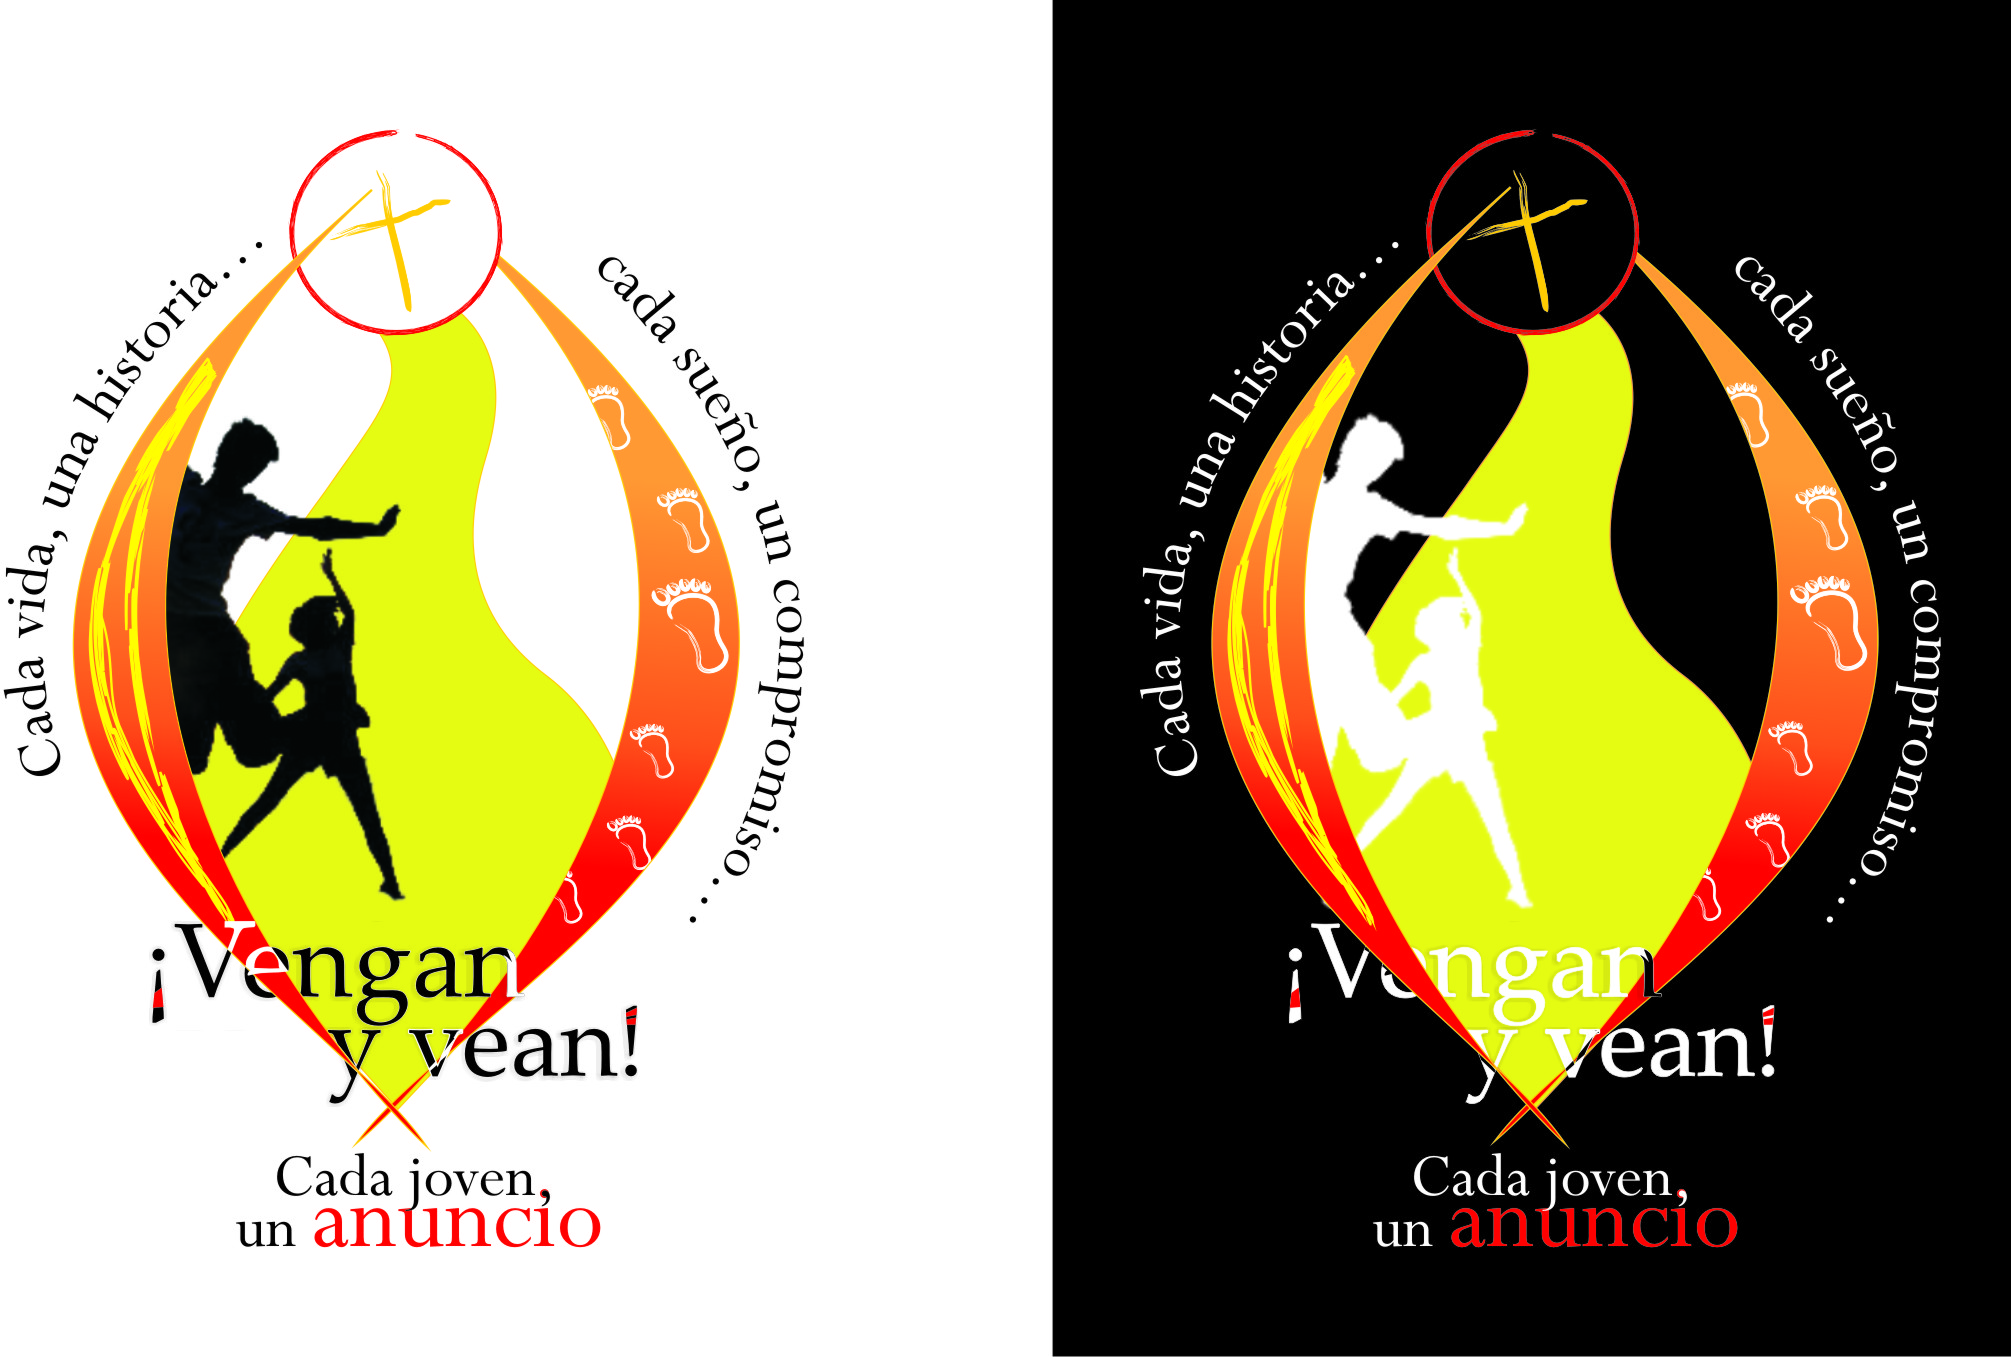 Cada vida, una historia...
cada sueño, un compromiso...
¡Vengan
y vean!
Cada joven,
un anuncio
Cada vida, una historia...
cada sueño, un compromiso...
¡Vengan
y vean!
Cada joven,
un anuncio